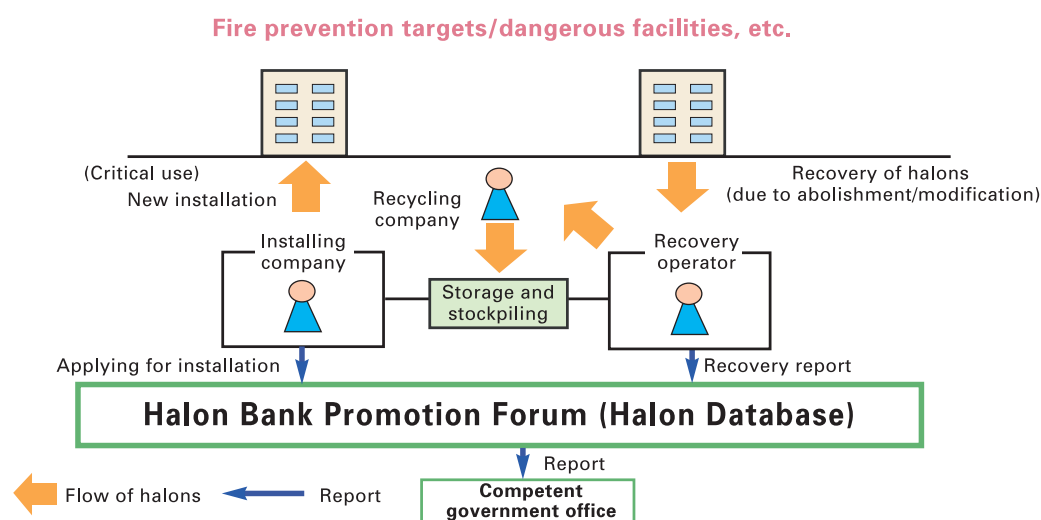 Fire prevention targets/dangerous facilities, etc.
(Critical use)
New installation
Recycling
company
Recovery of halons
(due to abolishment/modification)
Installing
company
Storage and
stockpiling
Recovery
operator
Applying for installation
Recovery report
Halon Bank Promotion Forum (Halon Database)
Report
Flow of halons
Report
Competent
government office